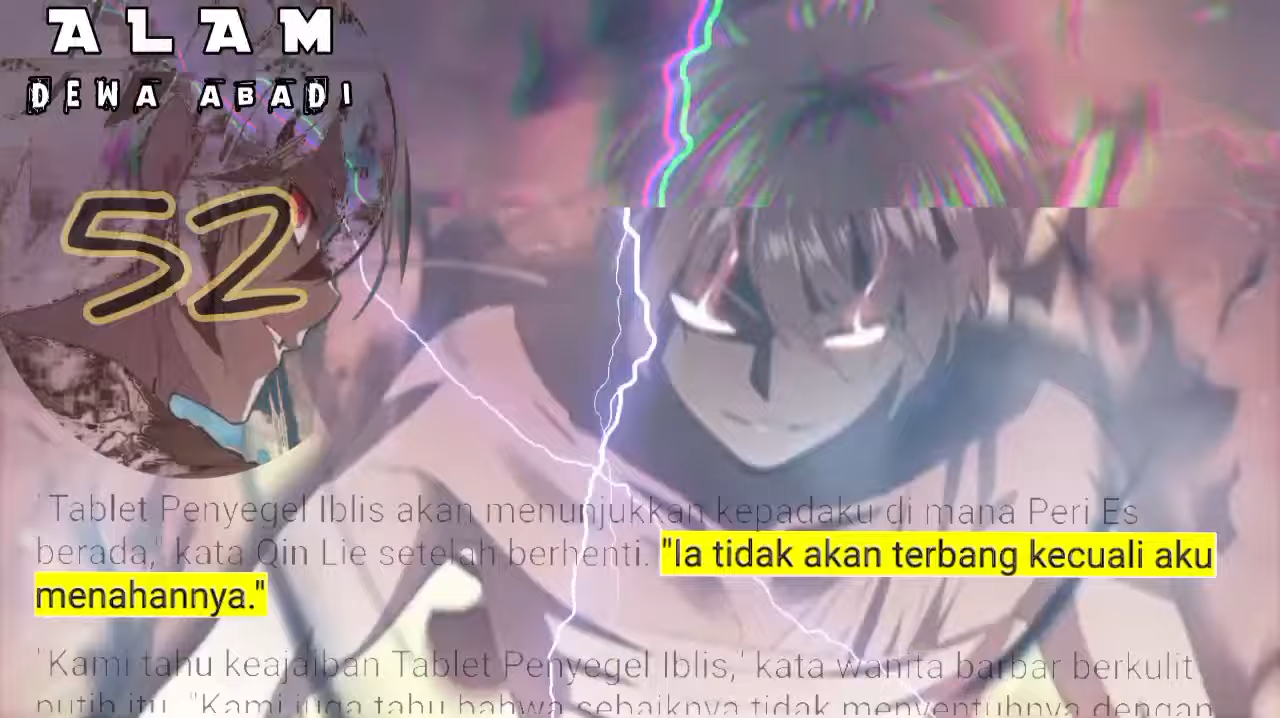 ALAM
DEWA ABADI
52
"Tablet Penyegel Iblis akan menunjukkan kepadaku di mana Peri Es
berada," kata Qin Lie setelah berhenti. "Ia tidak akan terbang kecuali aku
menahannya."
"Kami tahu keajaiban Tablet Penyegel Iblis," kata wanita barbar berkulit
putih itu. "Kami juga tahu bahwa sebaiknya tidak menyentuhnya dengan